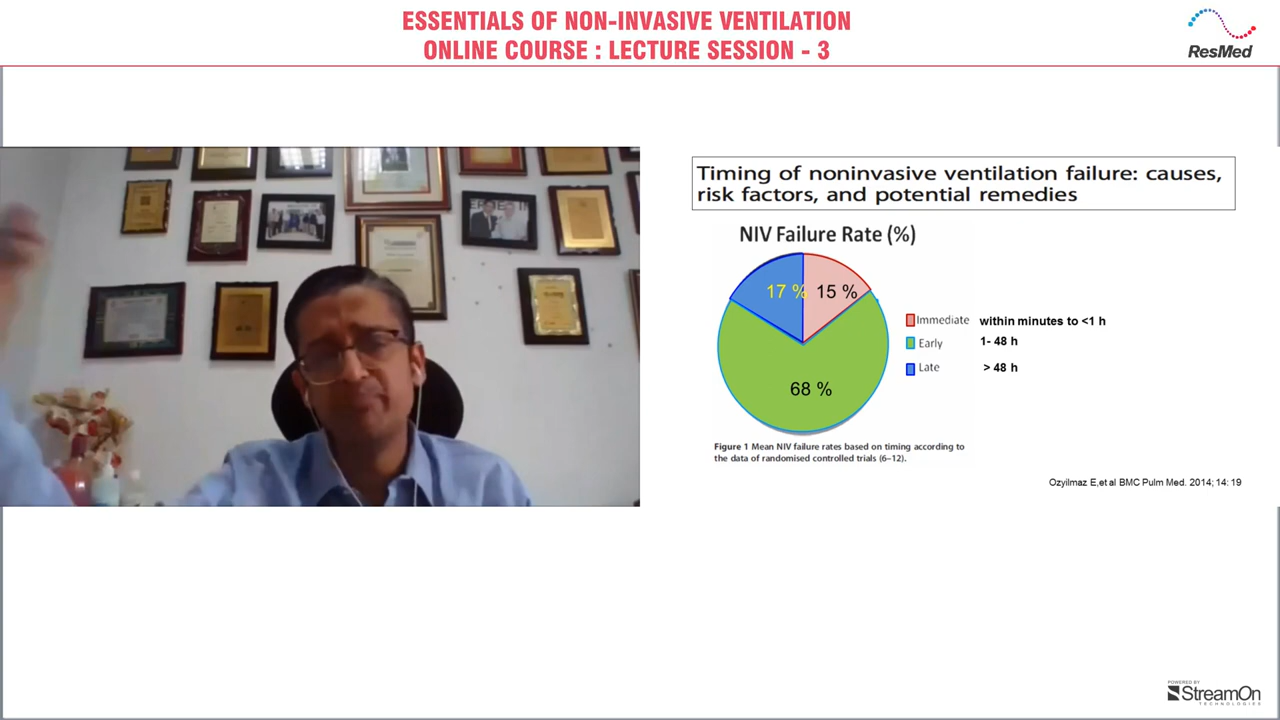 ESSENTIALS OF NON-INVASIVE VENTILATION
ONLINE COURSE : LECTURE SESSION - 3
ResMed
Timing of noninvasive ventilation failure: causes,
risk factors, and potential remedies
NIV Failure Rate (%)
17 %
15 %
68 %
Immediate within minutes to <1 h
Early 1- 48 h
Late > 48 h
Figure 1 Mean NIV failure rates based on timing according to
the data of randomised controlled trials (6–12).
Ozyilmaz E,et al BMC Pulm Med. 2014; 14: 19
POWERED BY
StreamOn
TECHNOLOGIES